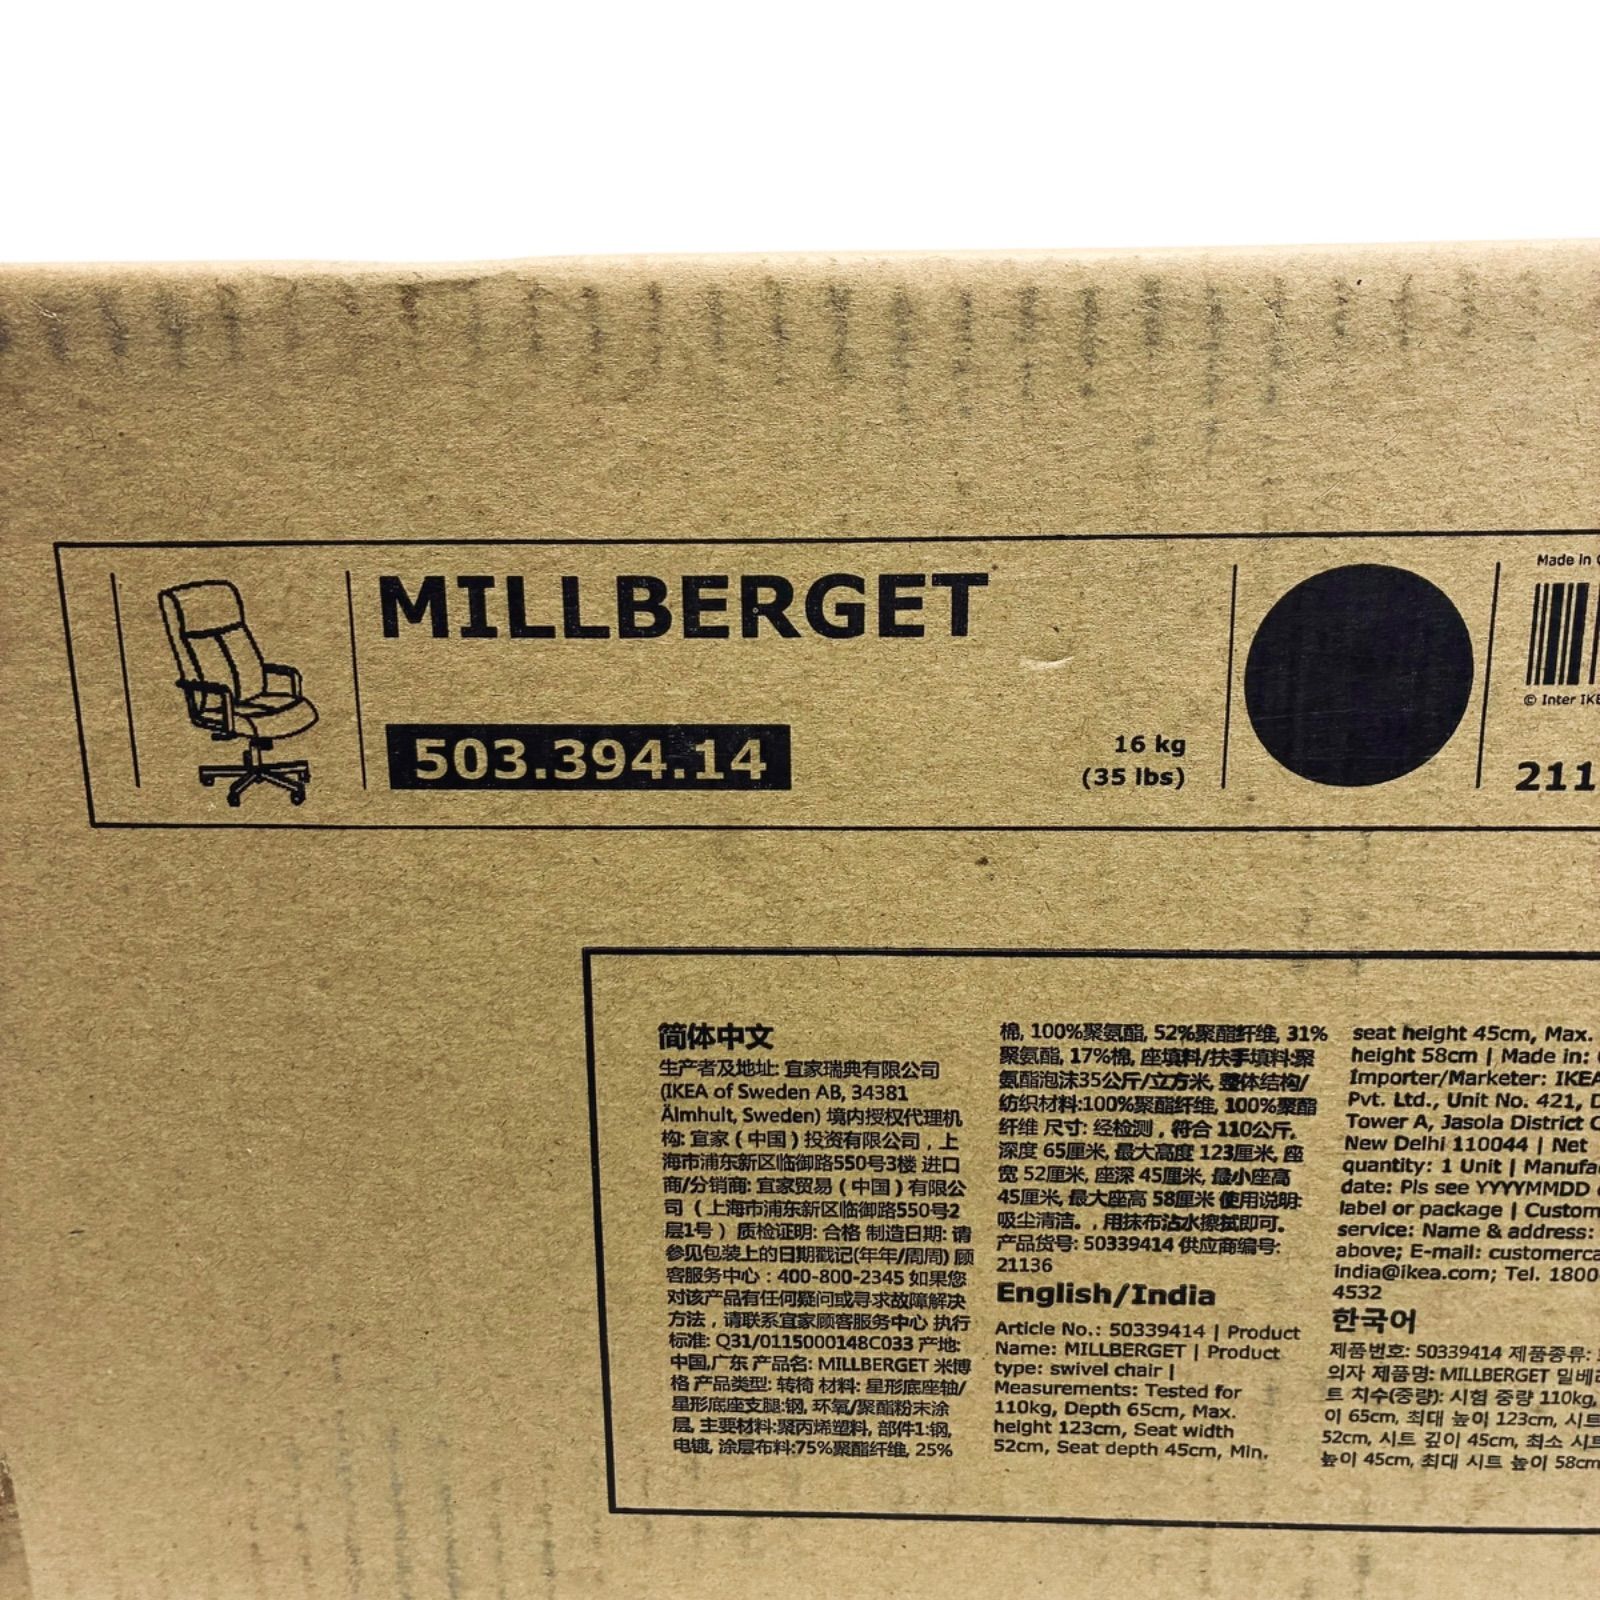 MILLBERGET
503.394.14
16 kg
(35 lbs)
Made in
© Inter
211
简体中文
生产者及地址: 宜家瑞典有限公司
(IKEA of Sweden AB, 34381
Älmhult, Sweden) 境内授权代理机
构: 宜家（中国）投资有限公司，上
海市浦东新区临御路550号3楼 进口
商/分销商: 宜家贸易（中国）有限公
司（上海市浦东新区临御路550号2
层1号）质检证明: 合格 制造日期: 请
参见包装上的日期戳记(年年/周周) 顾
客服务中心：400-800-2345 如果您
对该产品有任何疑问或寻求故障解决
方法，请联系宜家顾客服务中心 执行
标准: Q31/0115000148C033 产地:
中国,广东 产品名: MILLBERGET 米博
格 产品类型: 转椅 材料: 星形底座轴/
星形底座支腿:钢, 环氧/聚酯粉末涂
层, 主要材料:聚丙烯塑料, 部件1:钢,
电镀, 涂层布料:75%聚酯纤维, 25%
棉, 100%聚氨酯, 52%聚酯纤维, 31%
聚氨酯, 17%棉, 座填料/扶手填料:聚
氨酯泡沫35公斤/立方米, 整体结构/
纺织材料:100%聚酯纤维, 100%聚酯
纤维 尺寸: 经检测，符合 110公斤,
深度 65厘米, 最大高度 123厘米, 座
宽 52厘米, 座深 45厘米, 最小座高
45厘米, 最大座高 58厘米 使用说明:
吸尘清洁。, 用抹布沾水擦拭即可。
产品货号: 50339414 供应商编号:
21136
English/India
Article No.: 50339414 | Product
Name: MILLBERGET | Product
type: swivel chair |
Measurements: Tested for
110kg, Depth 65cm, Max.
height 123cm, Seat width
52cm, Seat depth 45cm, Min.
seat height 45cm, Max.
height 58cm | Made in:
Importer/Marketer: IKEA
Pvt. Ltd., Unit No. 421,
Tower A, Jasola District
New Delhi 110044 | Net
quantity: 1 Unit |
date: Pls see YYYYMMDD
label or package |
service: Name & address:
above; E-mail:
india@ikea.com; Tel. 1800
4532
한국어
제품번호: 50339414 제품종류:
의자 제품명: MILLBERGET
트 치수(중량): 시험 중량 110kg,
이 65cm, 최대 높이 123cm, 시트
52cm, 시트 깊이 45cm, 최소 시트
높이 45cm, 최대 시트 높이 58cm